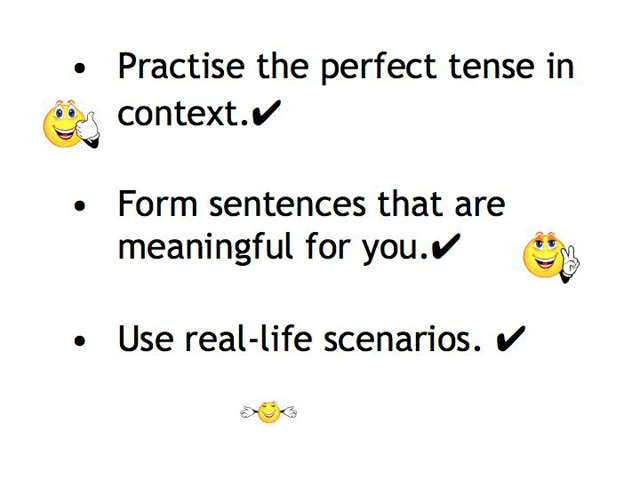 • Practise the perfect tense in
context.✔
• Form sentences that are
meaningful for you.✔
• Use real-life scenarios. ✔